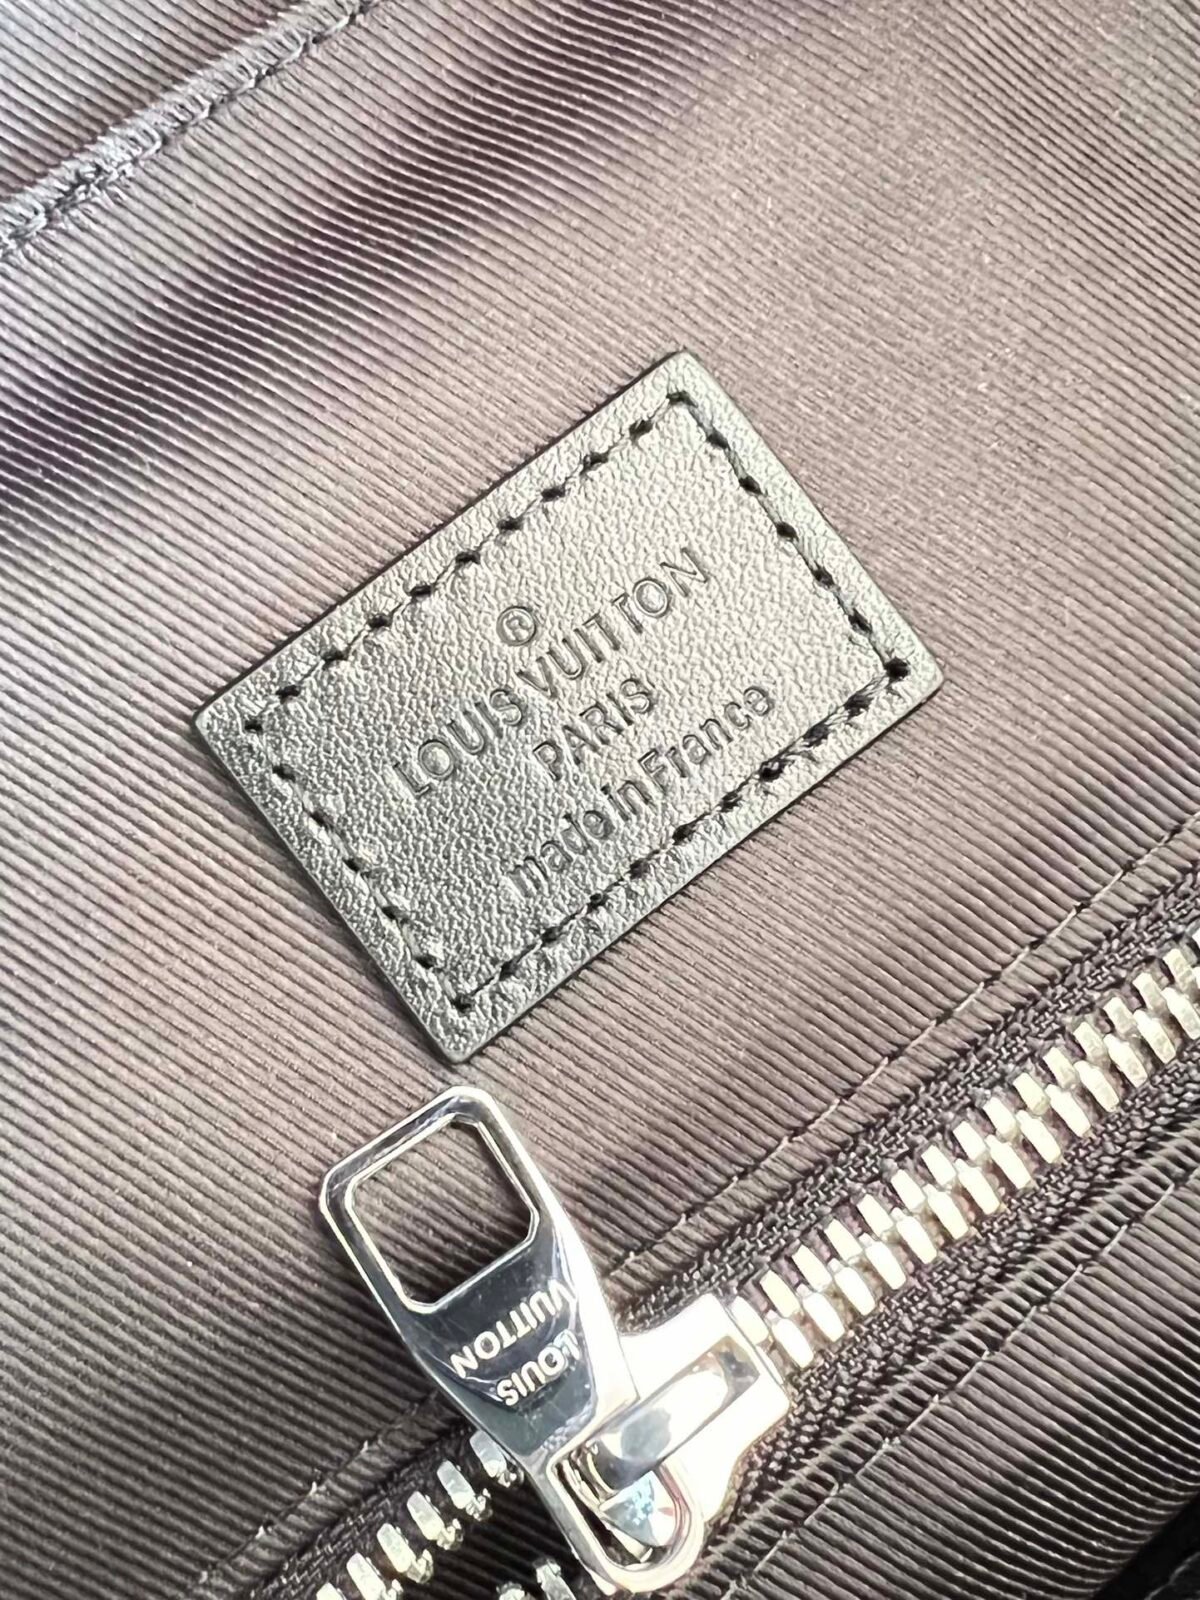 ®
LOUIS VUITTON
PARIS
made in France
LOUIS
VUITTON